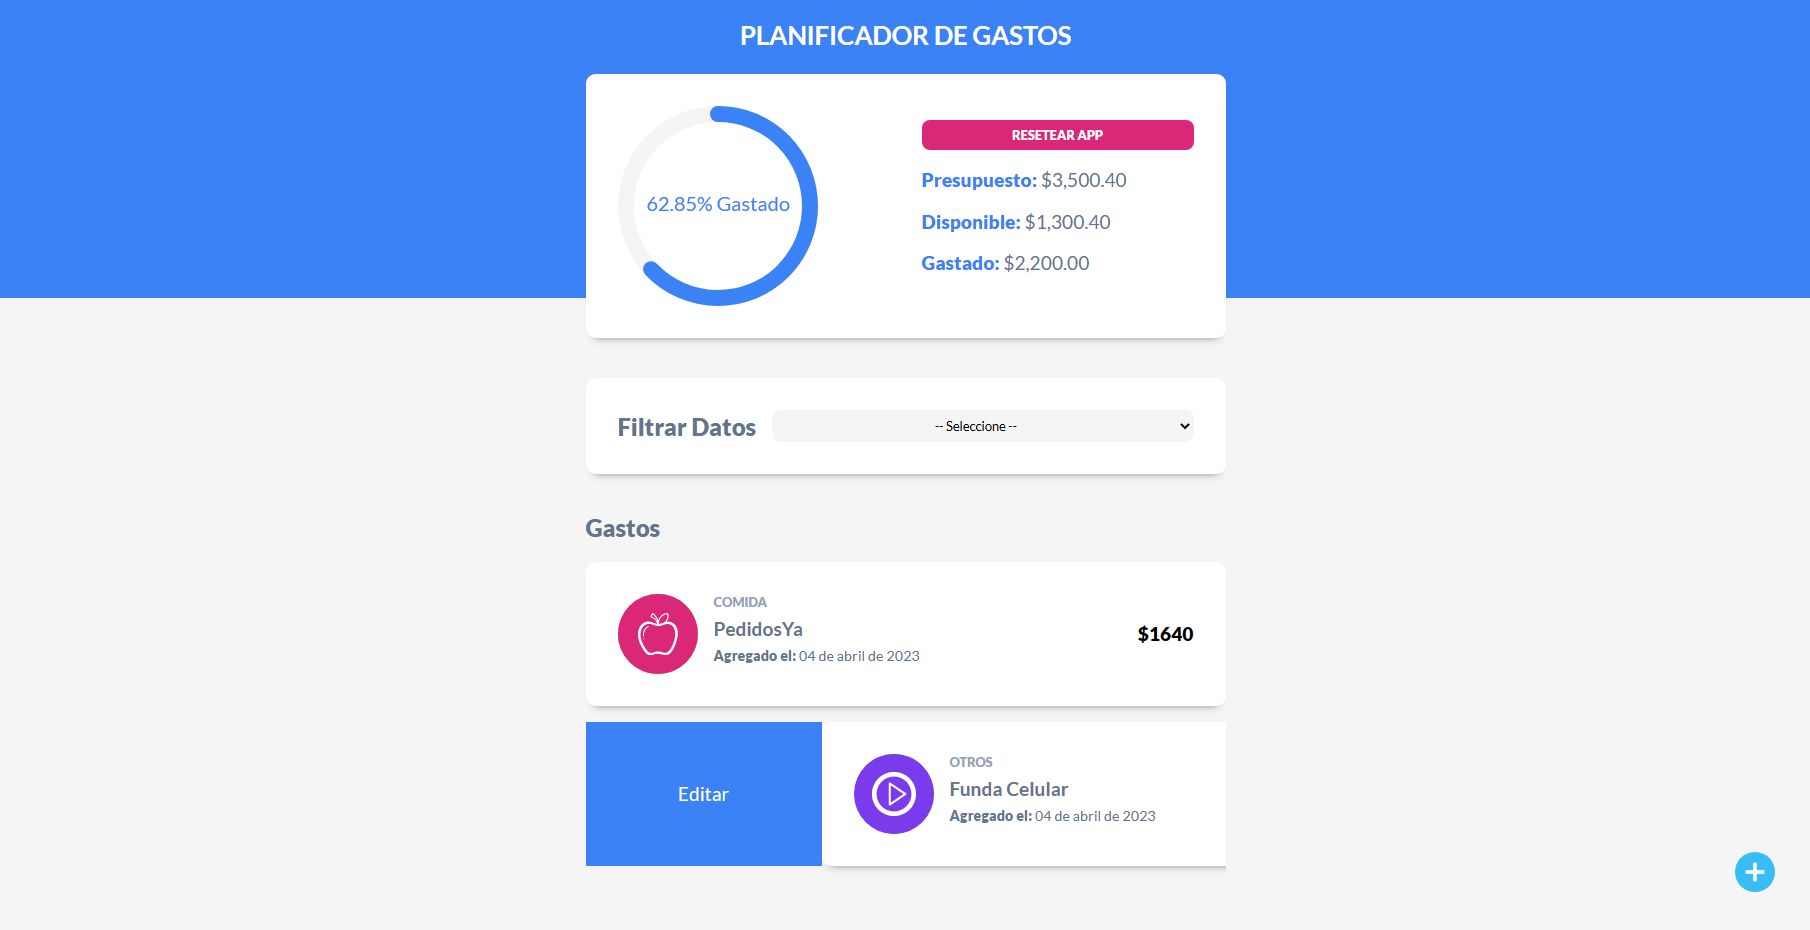 PLANIFICADOR DE GASTOS
62.85% Gastado
RESETEAR APP
Presupuesto: $3,500.40
Disponible: $1,300.40
Gastado: $2,200.00
Filtrar Datos
-- Seleccione --
Gastos
COMIDA
PedidosYa
Agregado el: 04 de abril de 2023
$1640
Editar
OTROS
Funda Celular
Agregado el: 04 de abril de 2023